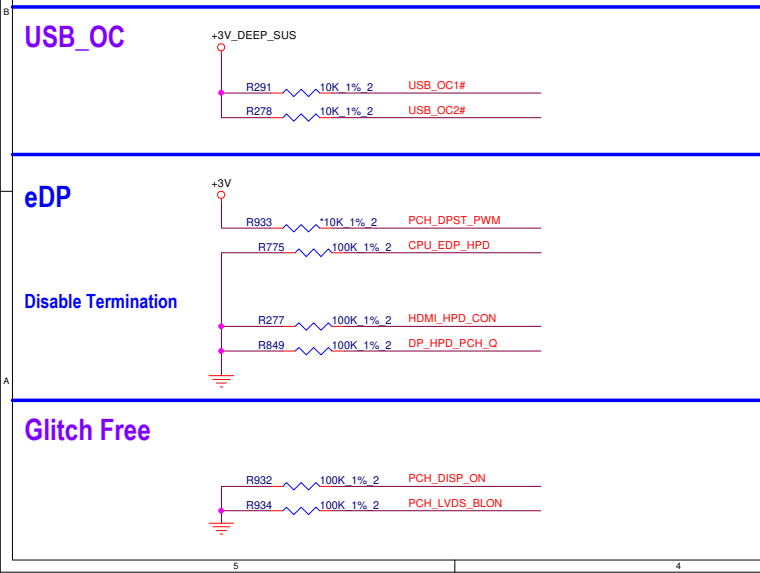 B
USB_OC
+3V_DEEP_SUS
R291 10K_1%_2 USB_OC1#
R278 10K_1%_2 USB_OC2#
eDP
+3V
R933 *10K_1%_2 PCH_DPST_PWM
R775 100K_1%_2 CPU_EDP_HPD
Disable Termination
R277 100K_1%_2 HDMI_HPD_CON
R849 100K_1%_2 DP_HPD_PCH_Q
A
Glitch Free
R932 100K_1%_2 PCH_DISP_ON
R934 100K_1%_2 PCH_LVDS_BLON
5 4